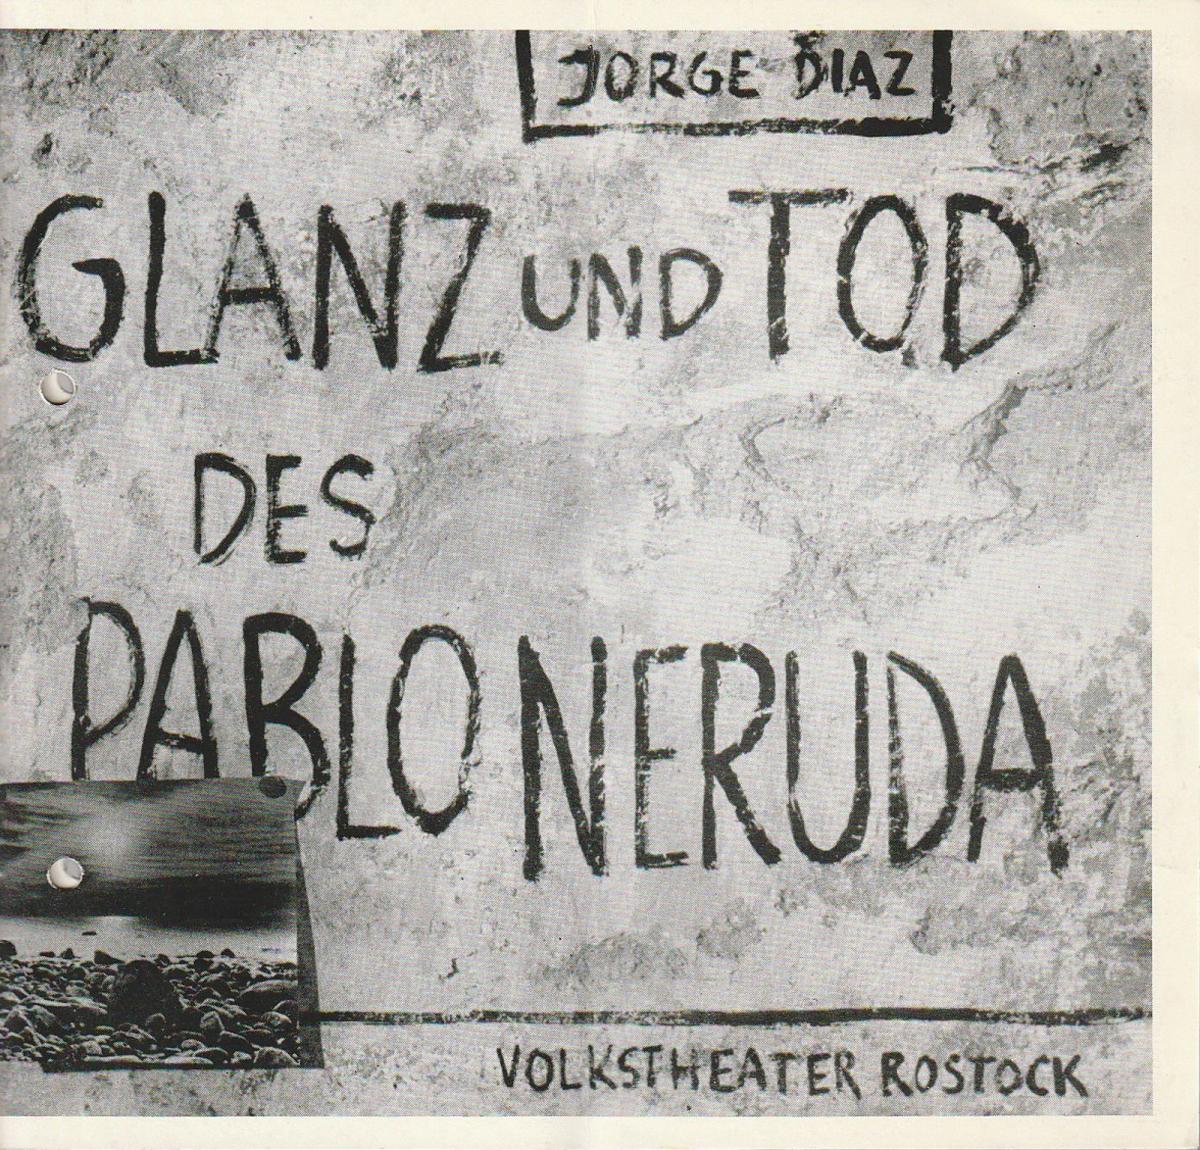 JORGE DIAZ
GLANZ UND TOD
DES
PABLO NERUDA
VOLKSTHEATER ROSTOCK